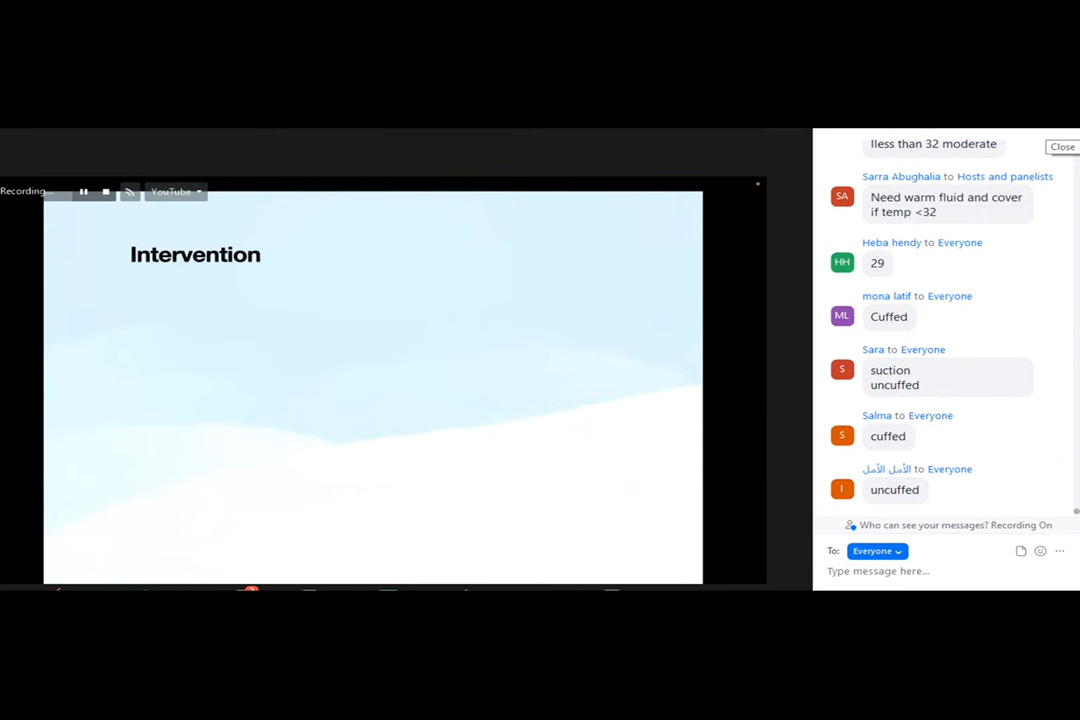 Recording...
YouTube
Intervention
lless than 32 moderate
Close
Sarra Abughalia to Hosts and panelists
SA
Need warm fluid and cover
if temp <32
Heba hendy to Everyone
HH
29
mona latif to Everyone
ML
Cuffed
Sara to Everyone
S
suction
uncuffed
Salma to Everyone
S
cuffed
الأمل الأمل to Everyone
ا
uncuffed
Who can see your messages? Recording On
To: Everyone
Type message here...